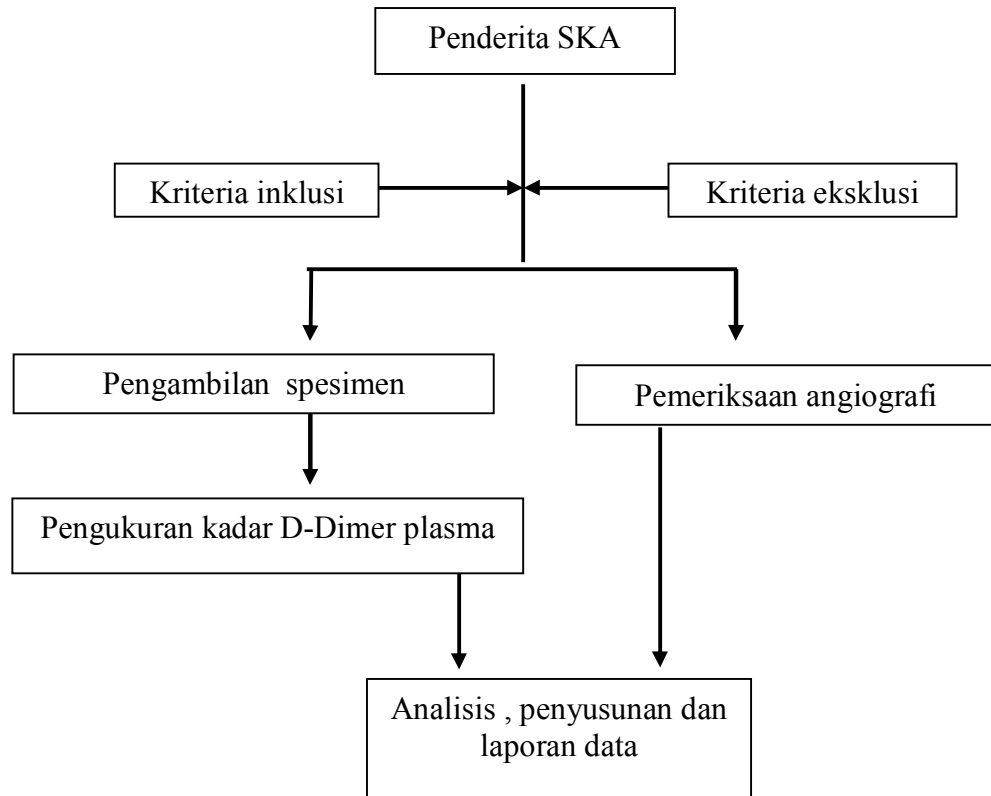 Penderita SKA
Kriteria inklusi
Kriteria eksklusi
Pengambilan spesimen
Pemeriksaan angiografi
Pengukuran kadar D-Dimer plasma
Analisis , penyusunan dan
laporan data